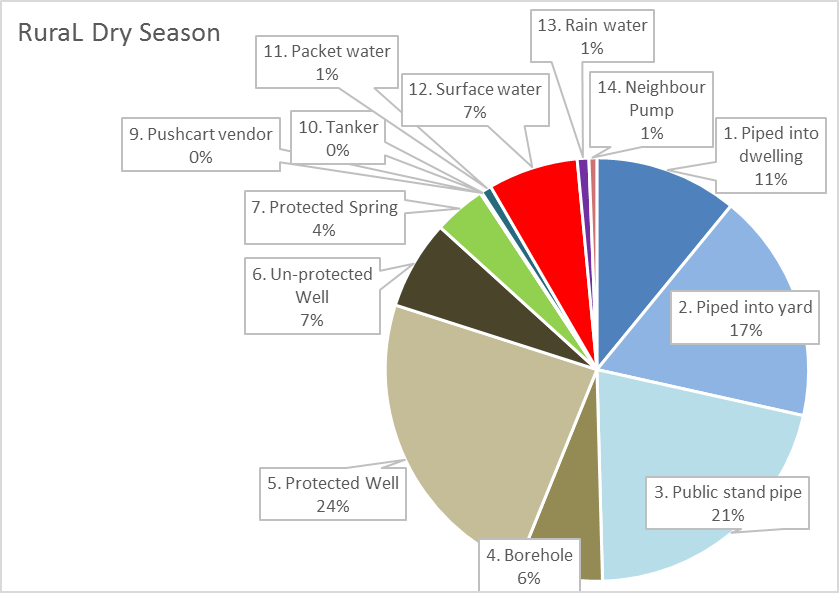 RuraL Dry Season
13. Rain water
1%
11. Packet water
1%
12. Surface water
7%
14. Neighbour
Pump
1%
9. Pushcart vendor
0%
10. Tanker
0%
1. Piped into
dwelling
11%
7. Protected Spring
4%
6. Un-protected
Well
7%
2. Piped into yard
17%
5. Protected Well
24%
3. Public stand pipe
21%
4. Borehole
6%